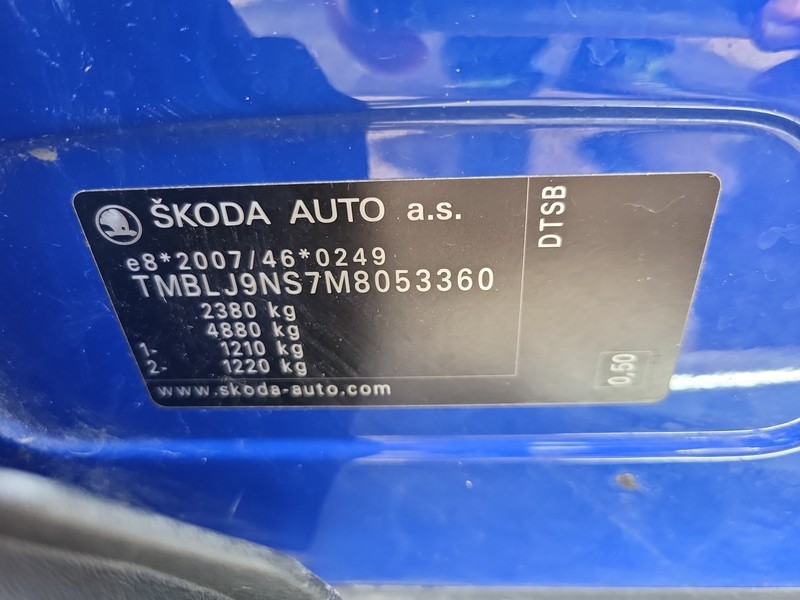 ŠKODA AUTO a.s.
e8*2007/46*0249
TMBLJ9NS7M8053360
2380 kg
4880 kg
1- 1210 kg
2- 1220 kg
www.skoda-auto.com
DTSB
0,50